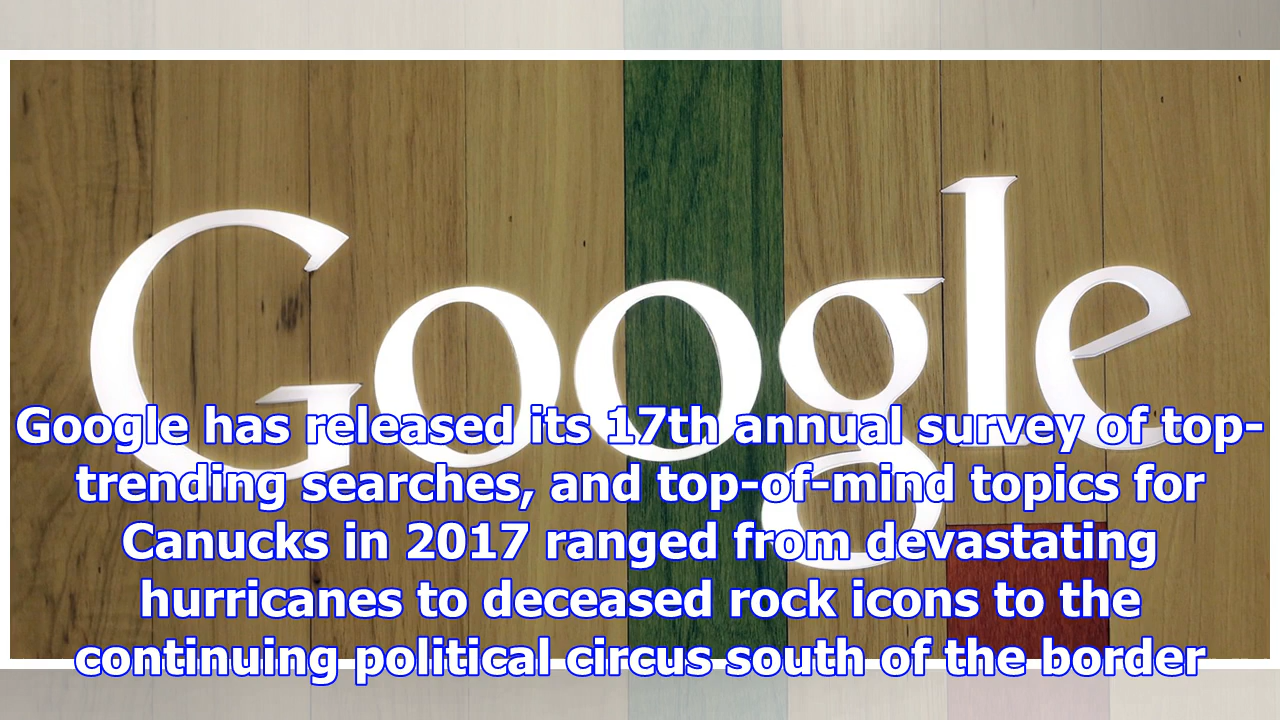 Google
Google has released its 17th annual survey of top-
trending searches, and top-of-mind topics for
Canucks in 2017 ranged from devastating
hurricanes to deceased rock icons to the
continuing political circus south of the border